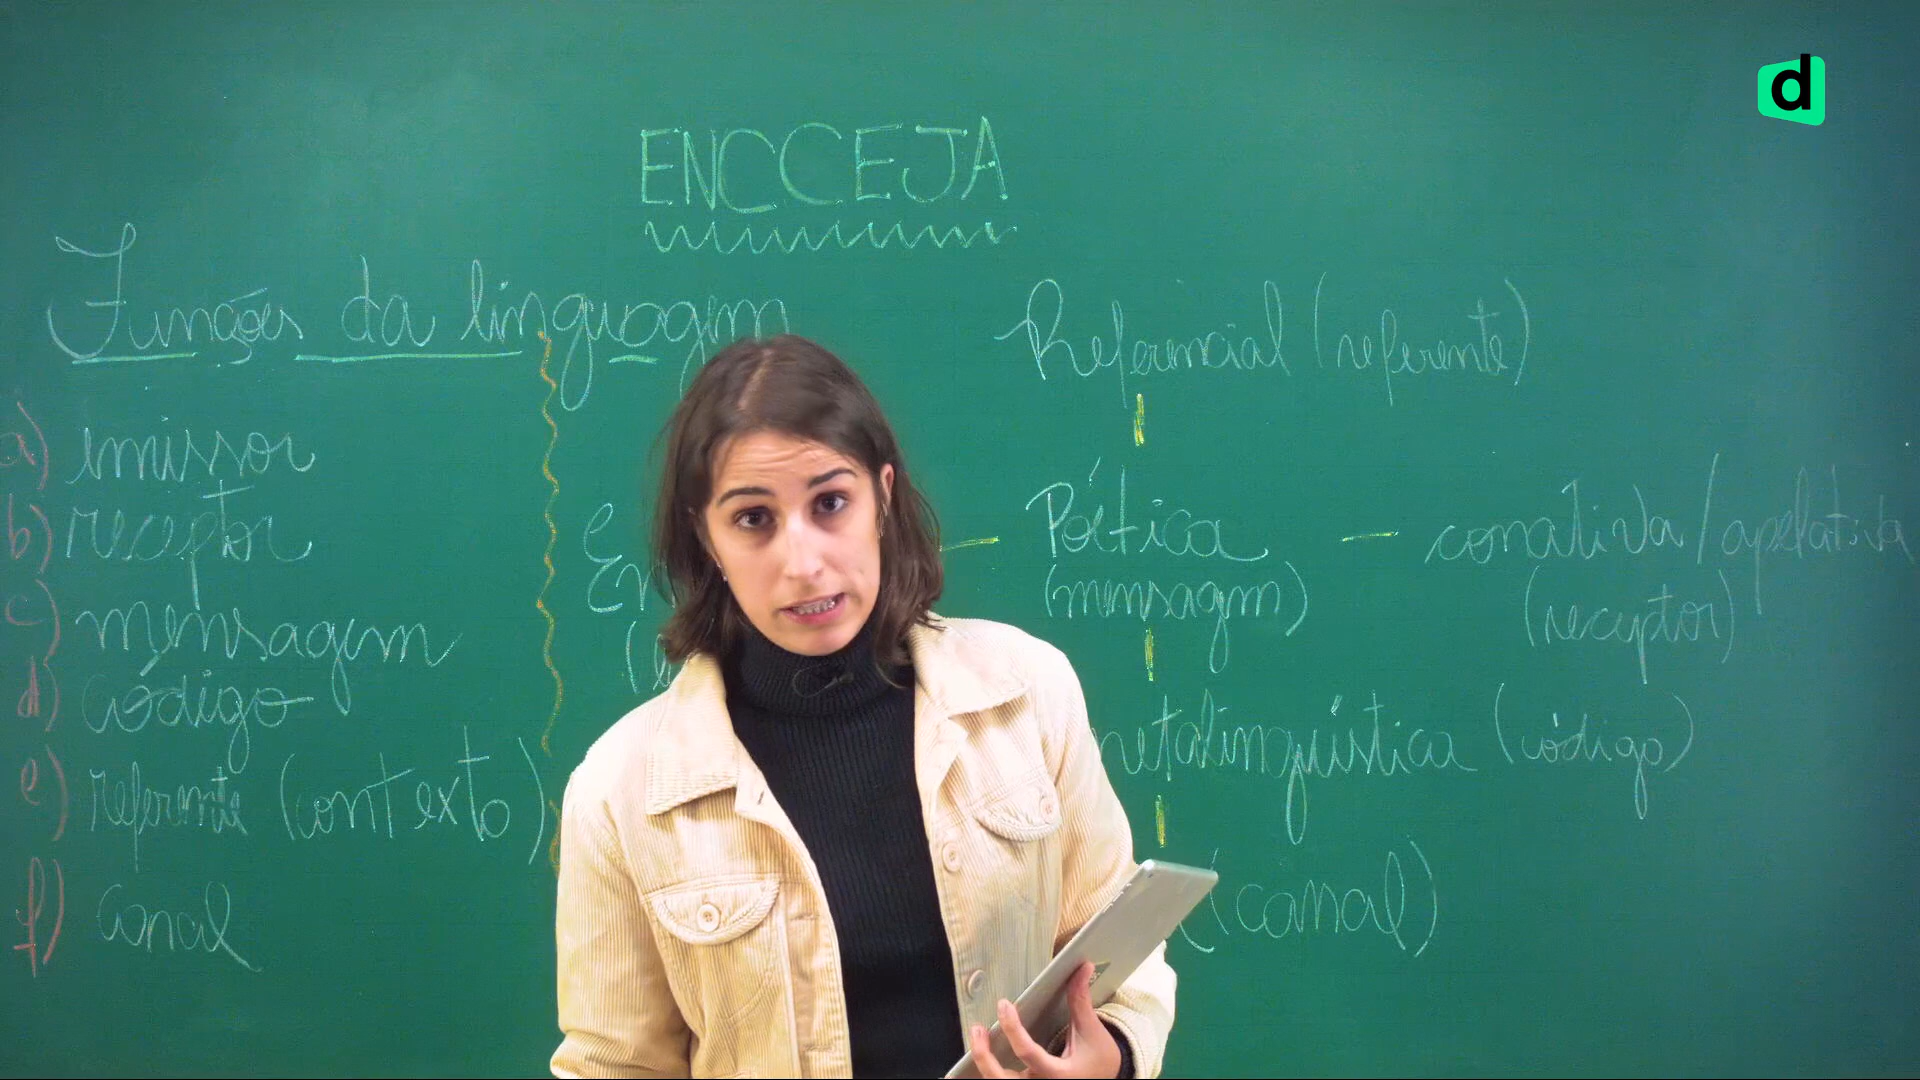 d
ENCCEJA
Funções da linguagem
a) emissor
b) receptor
c) mensagem
d) código
e) referente (contexto)
f) canal
Referencial (referente)
Poética
(mensagem)
conativa/apelativa
(receptor)
metalinguística (código)
(canal)